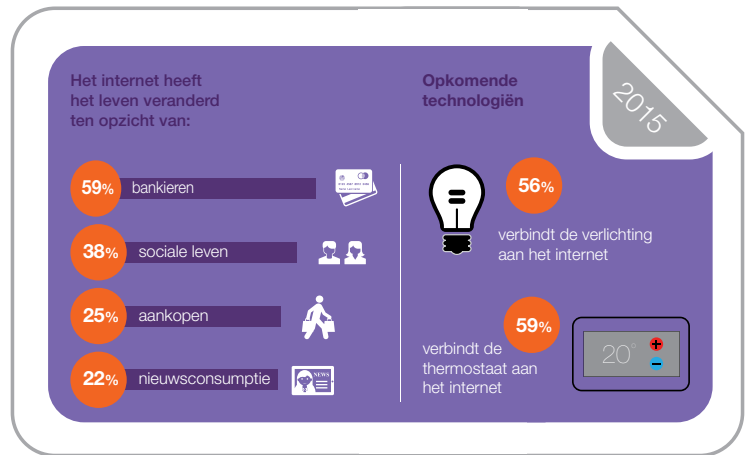 Het internet heeft
het leven veranderd
ten opzicht van:
59% bankieren
38% sociale leven
25% aankopen
22% nieuwsconsumptie
NEWS
Opkomende
technologiën
2015
56%
verbindt de verlichting
aan het internet
59%
verbindt de
thermostaat aan
het internet
20°